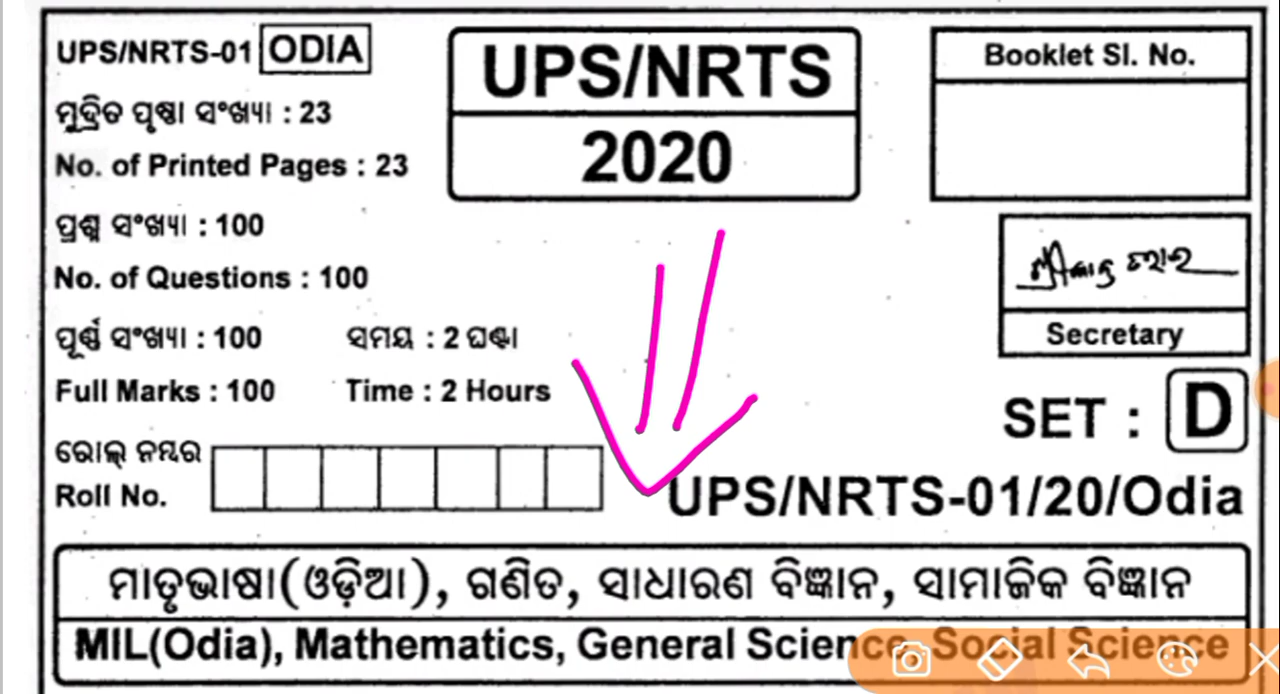 UPS/NRTS-01 ODIA
ମୁଦ୍ରିତ ପୃଷ୍ଠା ସଂଖ୍ୟା : 23
No. of Printed Pages : 23
ପ୍ରଶ୍ନ ସଂଖ୍ୟା : 100
No. of Questions : 100
ପୂର୍ଣ୍ଣ ସଂଖ୍ୟା : 100 ସମୟ : 2 ଘଣ୍ଟା
Full Marks : 100 Time : 2 Hours
ରୋଲ୍ ନମ୍ବର
Roll No.
UPS/NRTS
2020
Booklet Sl. No.
Secretary
SET : D
UPS/NRTS-01/20/Odia
ମାତୃଭାଷା(ଓଡ଼ିଆ), ଗଣିତ, ସାଧାରଣ ବିଜ୍ଞାନ, ସାମାଜିକ ବିଜ୍ଞାନ
MIL(Odia), Mathematics, General Science, Social Science